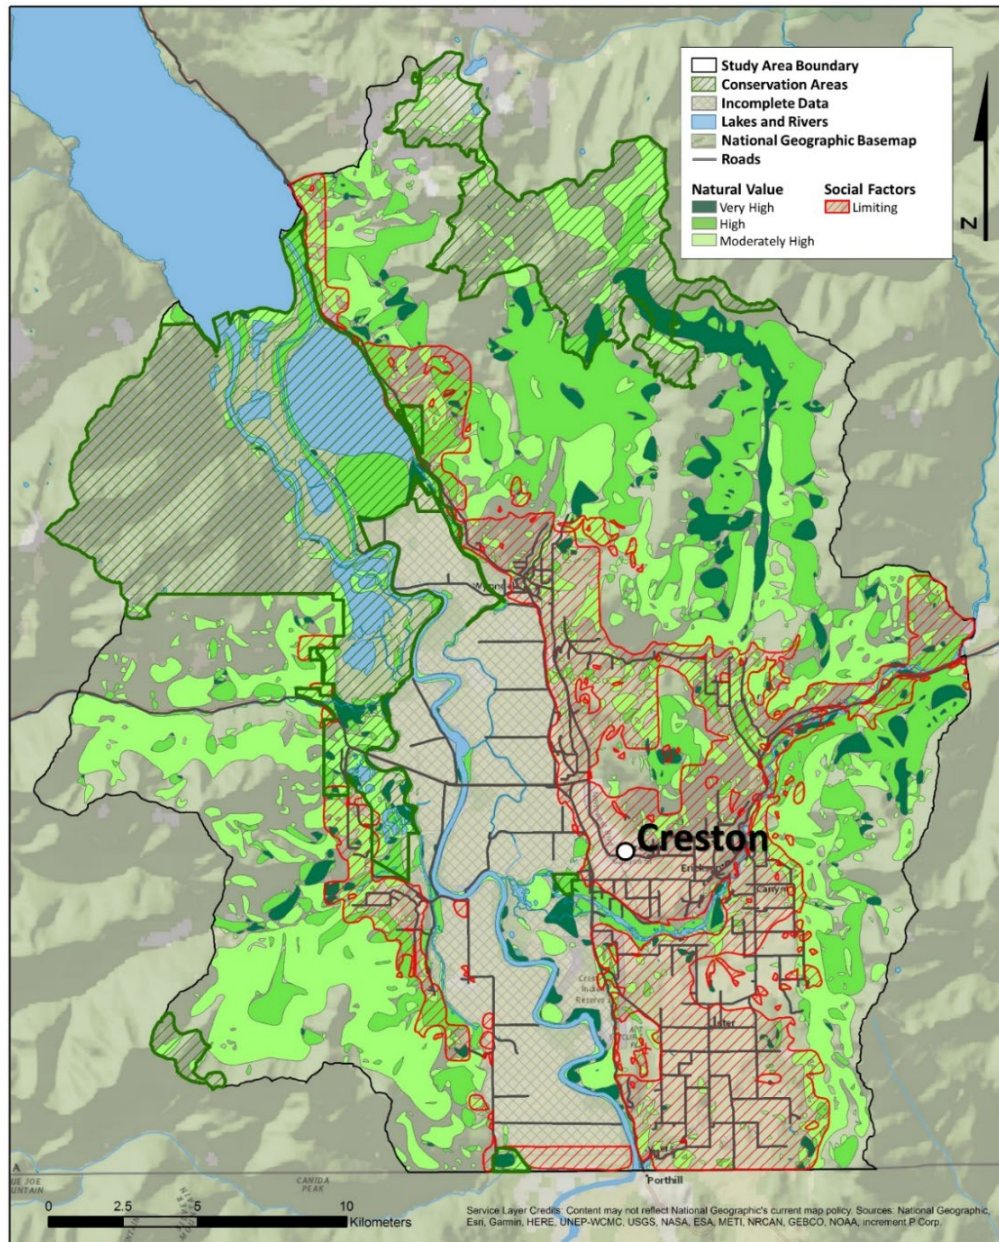 Study Area Boundary
Conservation Areas
Incomplete Data
Lakes and Rivers
National Geographic Basemap
Roads
Natural Value
Very High
High
Moderately High
Social Factors
Limiting
N
Creston
Canyon
Lister
Porthill
CANIDA
PEAK
0 2.5 5 10
Kilometers
Service Layer Credits: Content may not reflect National Geographic's current map policy. Sources: National Geographic,
Esri, Garmin, HERE, UNEP-WCMC, USGS, NASA, ESA, METI, NRCAN, GEBCO, NOAA, increment P Corp.